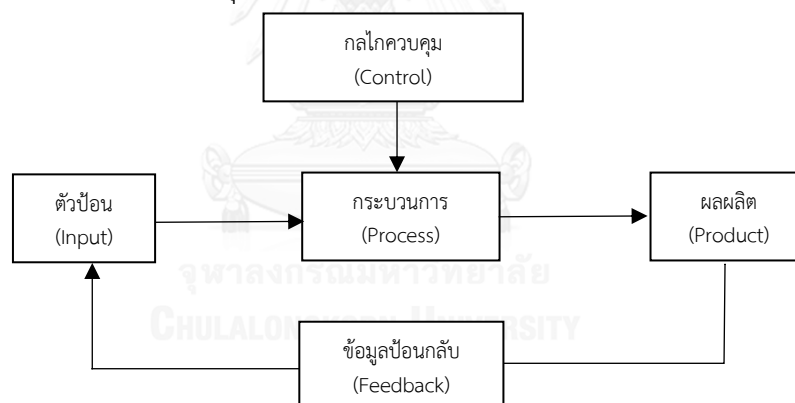 กลไกควบคุม
(Control)
ตัวป้อน
(Input)
กระบวนการ
(Process)
ผลผลิต
(Product)
จุฬาลงกรณ์มหาวิทยาลัย
CHULALONGKORN UNIVERSITY
ข้อมูลป้อนกลับ
(Feedback)